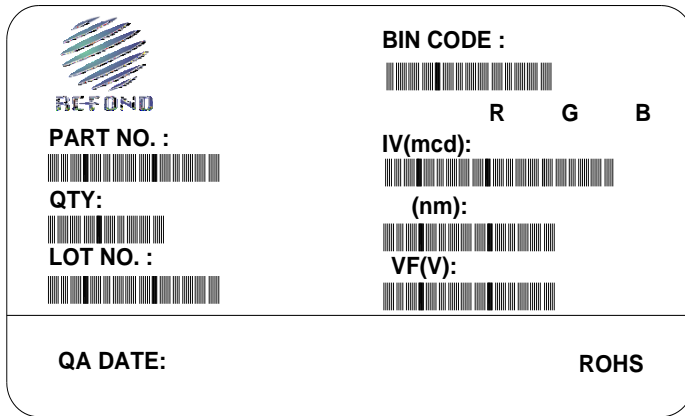 REFOND
BIN CODE :
R G B
PART NO. :
IV(mcd):
QTY:
(nm):
LOT NO. :
VF(V):
QA DATE:
ROHS